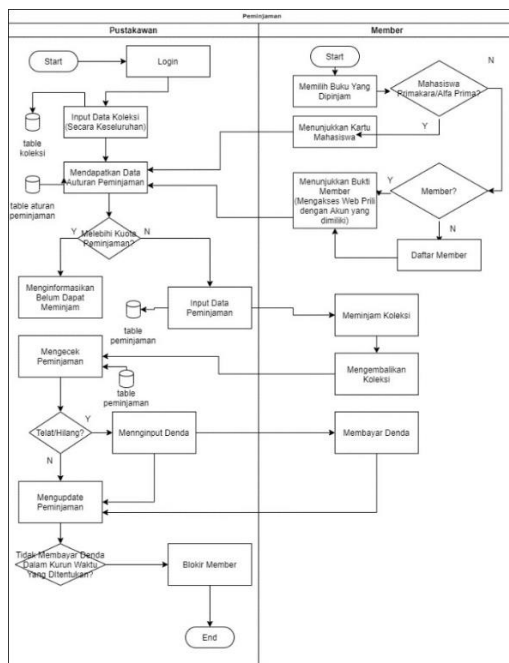 Peminjaman
Pustakawan
Member
Start
Login
Input Data Koleksi
(Secara Keseluruhan)
table
koleksi
Mendapatkan Data
Auturan Peminjaman
table aturan
peminjaman
Melebihi Kuota
Peminjaman?
Y
N
Menginformasikan
Belum Dapat
Meminjam
Input Data
Peminjaman
table
peminjaman
Mengecek
Peminjaman
table
peminjaman
Telat/Hilang?
Y
N
Mennginput Denda
Mengupdate
Peminjaman
Tidak Membayar Denda
Dalam Kurun Waktu
Yang Ditentukan?
Blokir Member
End
Start
Memilih Buku Yang
Dipinjam
Mahasiswa
Primakara/Alfa Prima?
N
Y
Menunjukkan Kartu
Mahasiswa
Menunjukkan Bukti
Member
(Mengakses Web Prili
dengan Akun yang
dimiliki)
Y
Member?
N
Daftar Member
Meminjam Koleksi
Mengembalikan
Koleksi
Membayar Denda